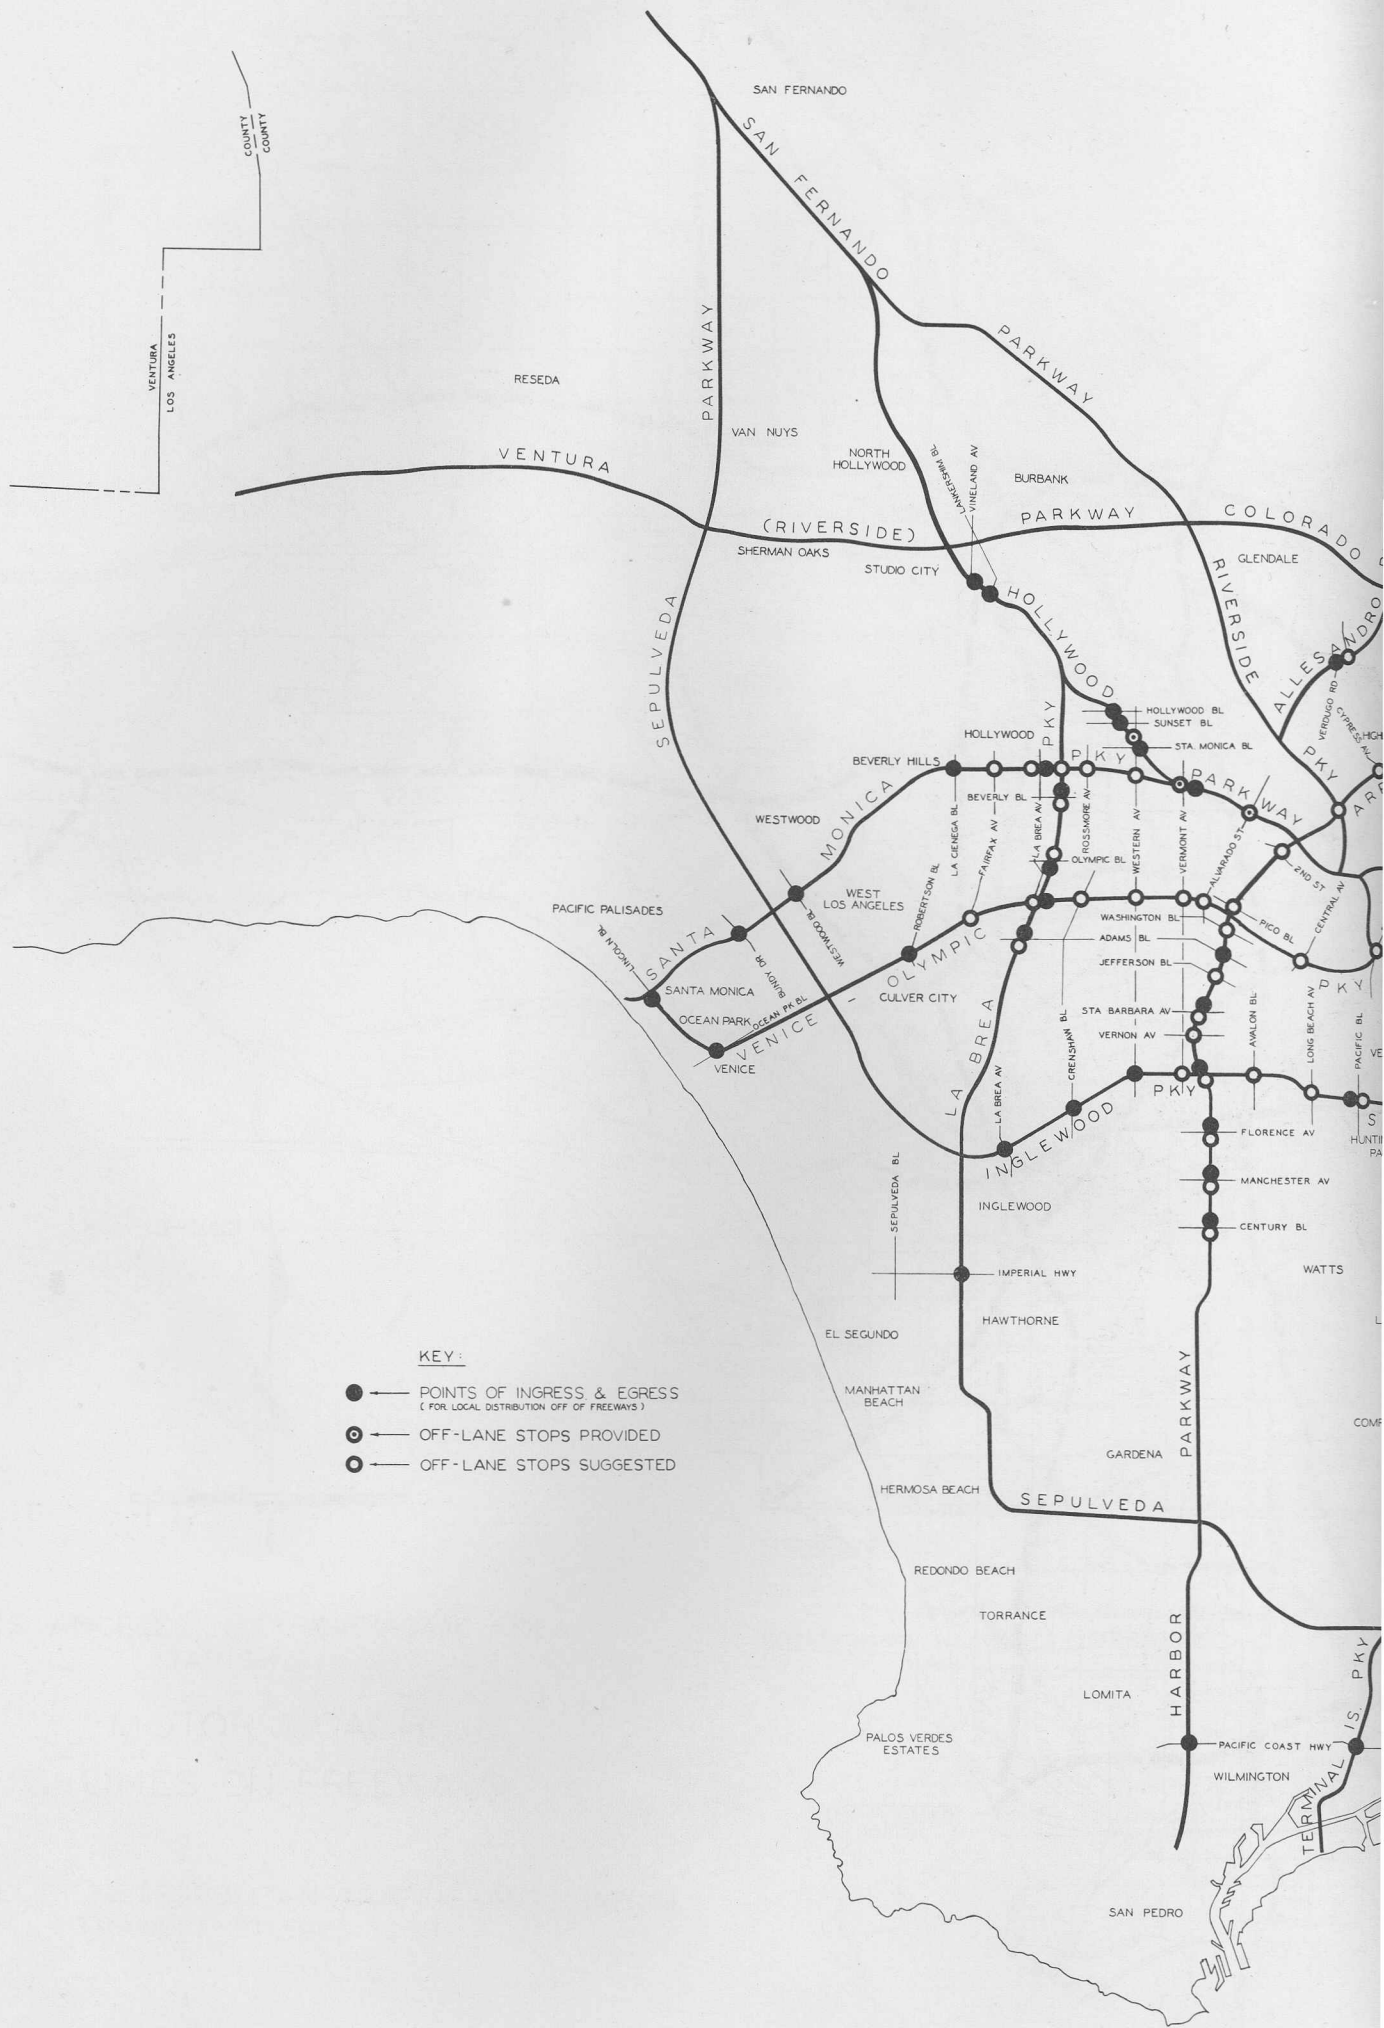 SAN FERNANDO
COUNTY
COUNTY
SAN FERNANDO
PARKWAY
VENTURA
LOS ANGELES
RESEDA
PARKWAY
VAN NUYS
VENTURA
NORTH
HOLLYWOOD
LANKERSHIM BL
VINELAND AV
BURBANK
(RIVERSIDE)
PARKWAY
COLORADO
SHERMAN OAKS
STUDIO CITY
GLENDALE
HOLLYWOOD
RIVERSIDE
SEPULVEDA
ALLESANDRO
VERDUGO RD
CYPRESS AV
HIGH
HOLLYWOOD BL
SUNSET BL
STA. MONICA BL
HOLLYWOOD
PKY
PKY
PARKWAY
PKY
ARR
BEVERLY HILLS
BEVERLY BL
WESTWOOD
MONICA
LA CIENEGA BL
FAIRFAX AV
LA BREA AV
ROSSMORE AV
WESTERN AV
VERMONT AV
ALVARADO ST
2ND ST
OLYMPIC BL
CENTRAL AV
WEST
LOS ANGELES
ROBERTSON BL
PACIFIC PALISADES
LINCOLN BL
SANTA
WESTWOOD BL
BUNDY DR
OLYMPIC
WASHINGTON BL
PICO BL
ADAMS BL
JEFFERSON BL
PKY
SANTA MONICA
CULVER CITY
OCEAN PARK
OCEAN PK BL
STA BARBARA AV
VERNON AV
AVALON BL
LONG BEACH AV
PACIFIC BL
VE
VENICE
-
VENICE
LA BREA
CRENSHAW BL
LA BREA AV
PKY
S
INGLEWOOD
FLORENCE AV
HUNTI
PA
MANCHESTER AV
SEPULVEDA BL
INGLEWOOD
CENTURY BL
IMPERIAL HWY
WATTS
HAWTHORNE
L
EL SEGUNDO
KEY:
POINTS OF INGRESS & EGRESS
( FOR LOCAL DISTRIBUTION OFF OF FREEWAYS )
OFF-LANE STOPS PROVIDED
OFF-LANE STOPS SUGGESTED
MANHATTAN
BEACH
PARKWAY
COMP
GARDENA
HERMOSA BEACH
SEPULVEDA
REDONDO BEACH
TORRANCE
HARBOR
LOMITA
TERMINAL IS. PKY
PALOS VERDES
ESTATES
PACIFIC COAST HWY
WILMINGTON
SAN PEDRO